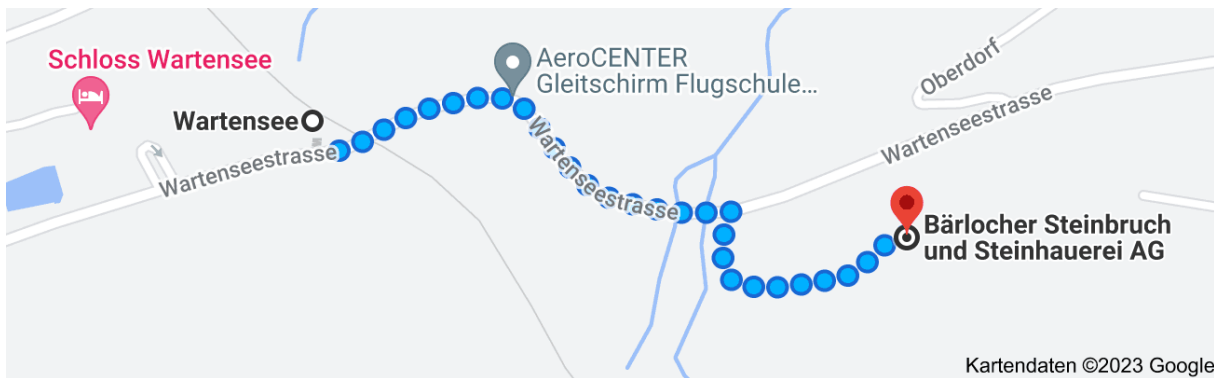 Schloss Wartensee
AeroCENTER
Gleitschirm Flugschule...
Oberdorf
Wartensee
Wartenseestrasse
Wartenseestrasse
Wartenseestrasse
Bärlocher Steinbruch
und Steinhauerei AG
Kartendaten ©2023 Google